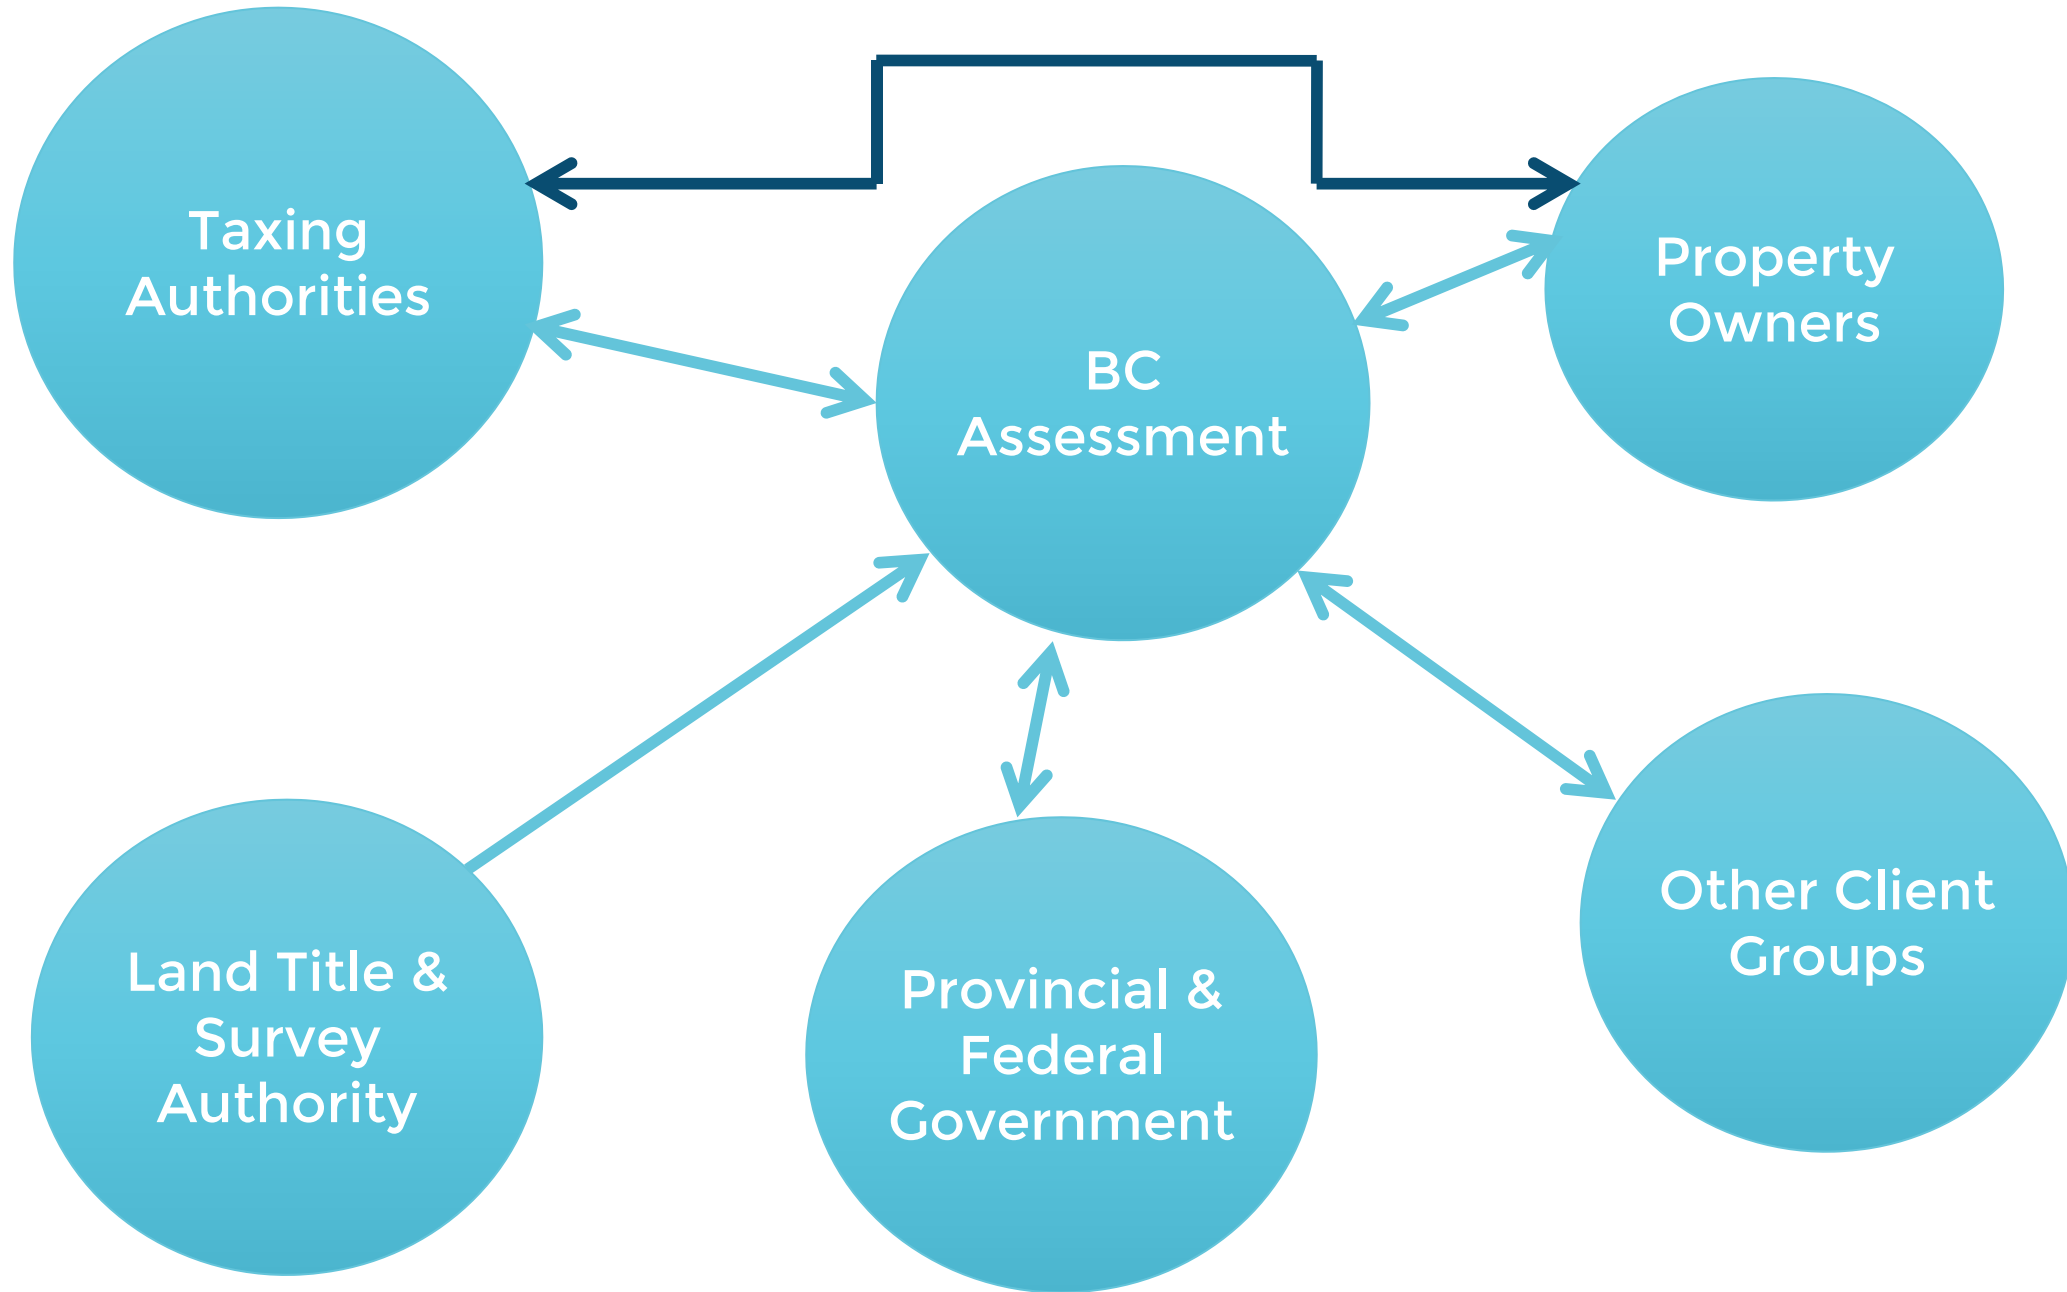 Taxing
Authorities
Property
Owners
BC
Assessment
Land Title &
Survey
Authority
Provincial &
Federal
Government
Other Client
Groups